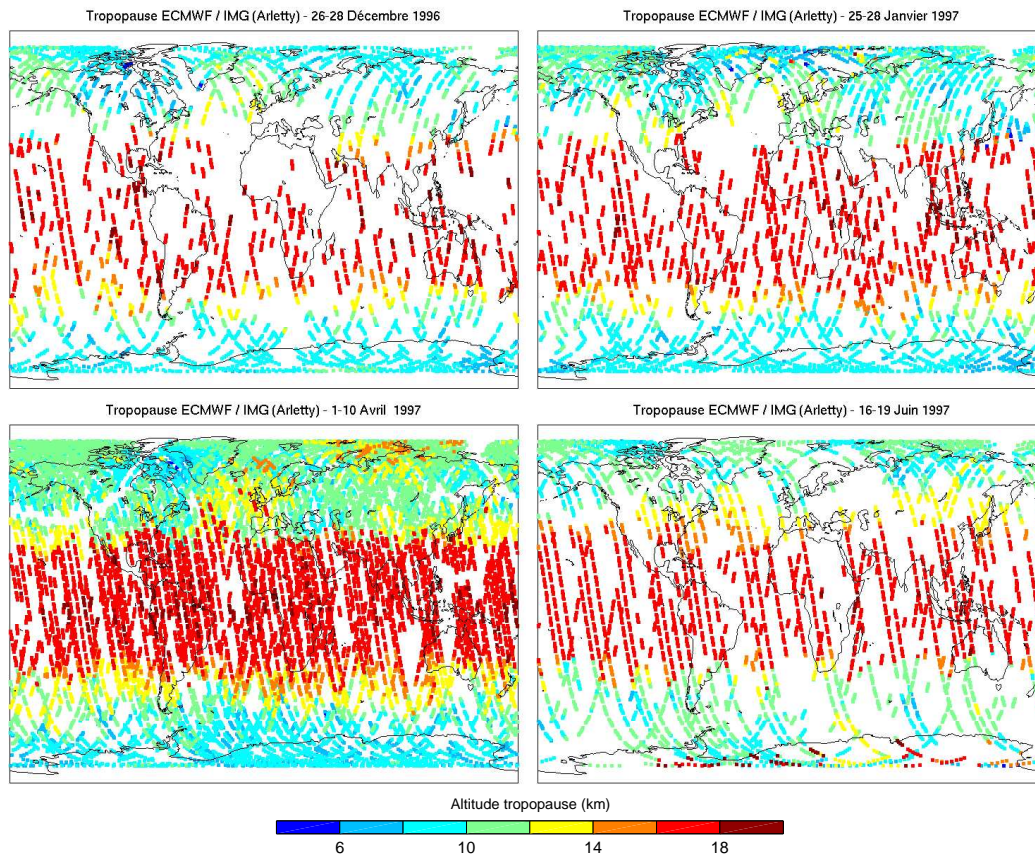 Tropopause ECMWF / IMG (Arletty) - 26-28 Décembre 1996
Tropopause ECMWF / IMG (Arletty) - 25-28 Janvier 1997
Tropopause ECMWF / IMG (Arletty) - 1-10 Avril 1997
Tropopause ECMWF / IMG (Arletty) - 16-19 Juin 1997
Altitude tropopause (km)
6 10 14 18